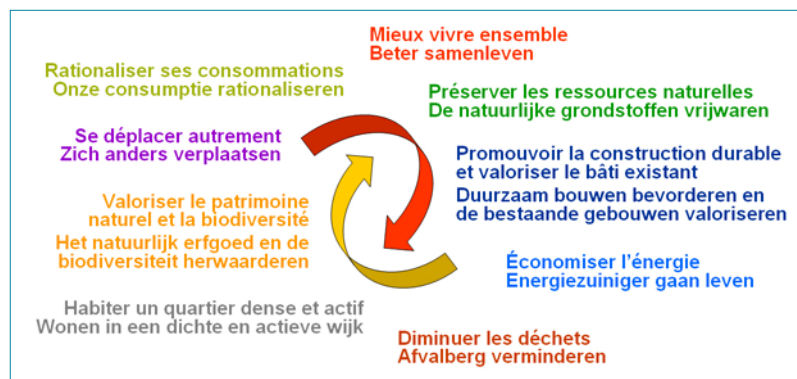 Mieux vivre ensemble
Beter samenleven
Rationaliser ses consommations
Onze consumptie rationaliseren
Préserver les ressources naturelles
De natuurlijke grondstoffen vrijwaren
Se déplacer autrement
Zich anders verplaatsen
Promouvoir la construction durable
et valoriser le bâti existant
Duurzaam bouwen bevorderen en
de bestaande gebouwen valoriseren
Valoriser le patrimoine
naturel et la biodiversité
Het natuurlijk erfgoed en de
biodiversiteit herwaarderen
Économiser l'énergie
Energiezuiniger gaan leven
Habiter un quartier dense et actif
Wonen in een dichte en actieve wijk
Diminuer les déchets
Afvalberg verminderen